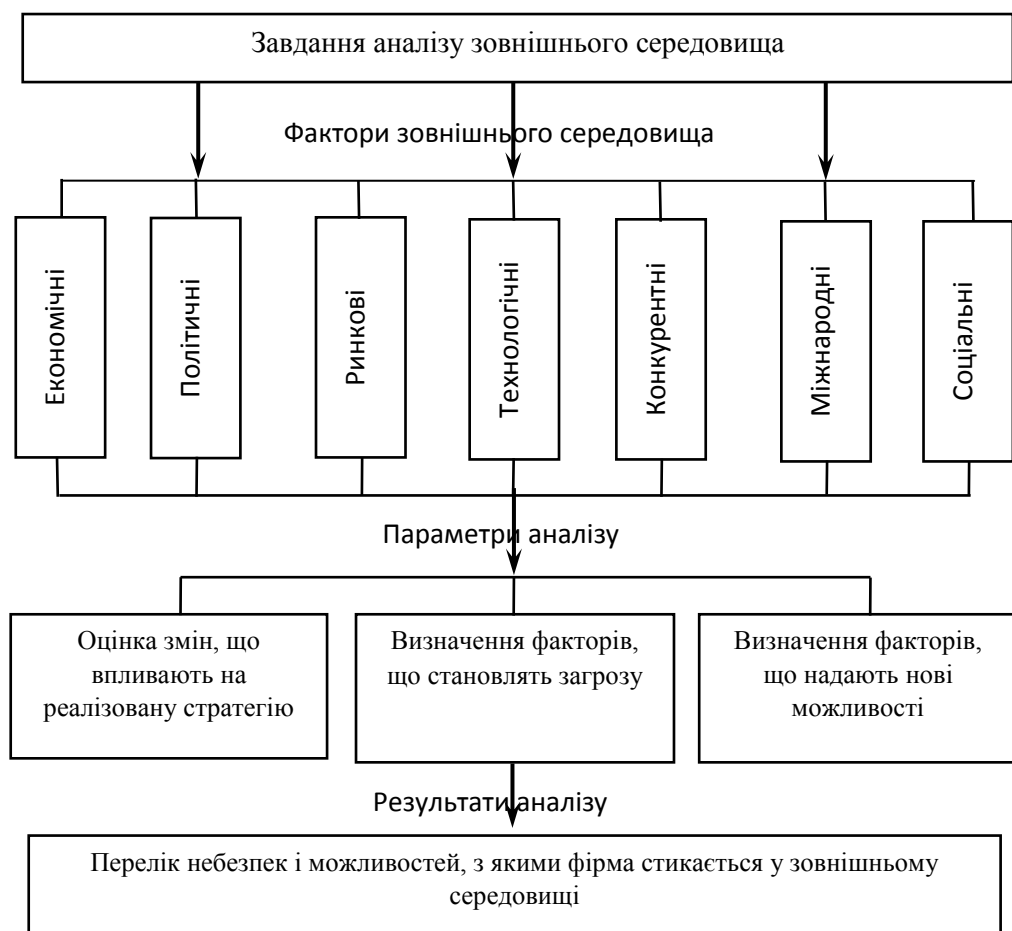 Завдання аналізу зовнішнього середовища
Фактори зовнішнього середовища
Економічні
Політичні
Ринкові
Технологічні
Конкурентні
Міжнародні
Соціальні
Параметри аналізу
Оцінка змін, що
впливають на
реалізовану стратегію
Визначення факторів,
що становлять загрозу
Визначення факторів,
що надають нові
можливості
Результати аналізу
Перелік небезпек і можливостей, з якими фірма стикається у зовнішньому
середовищі